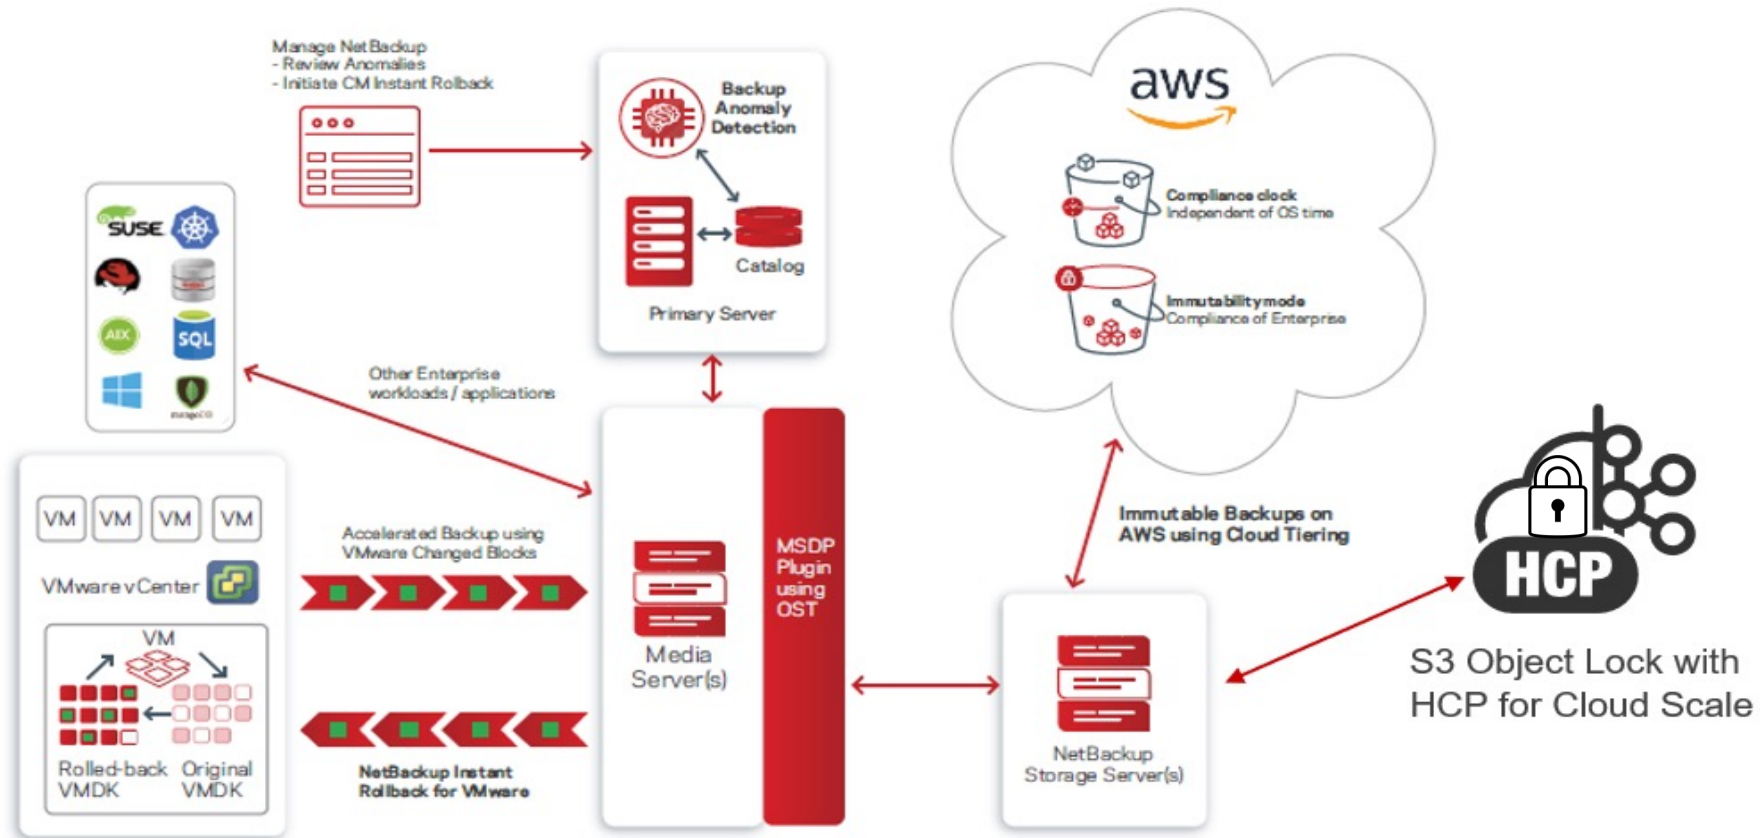 Manage NetBackup
- Review Anomalies
- Initiate CM Instant Rollback
Backup
Anomaly
Detection
Catalog
Primary Server
aws
Compliance clock
Independent of OS time
Immutability mode
Compliance of Enterprise
SUSE
AIX
SQL
mongoDB
Other Enterprise
workloads / applications
VM
VM
VM
VM
VMware vCenter
VM
Rolled-back
VMDK
Original
VMDK
Accelerated Backup using
VMware Changed Blocks
NetBackup Instant
Rollback for VMware
Media
Server(s)
MSDP
Plugin
using
OST
Immutable Backups on
AWS using Cloud Tiering
NetBackup
Storage Server(s)
HCP
S3 Object Lock with
HCP for Cloud Scale